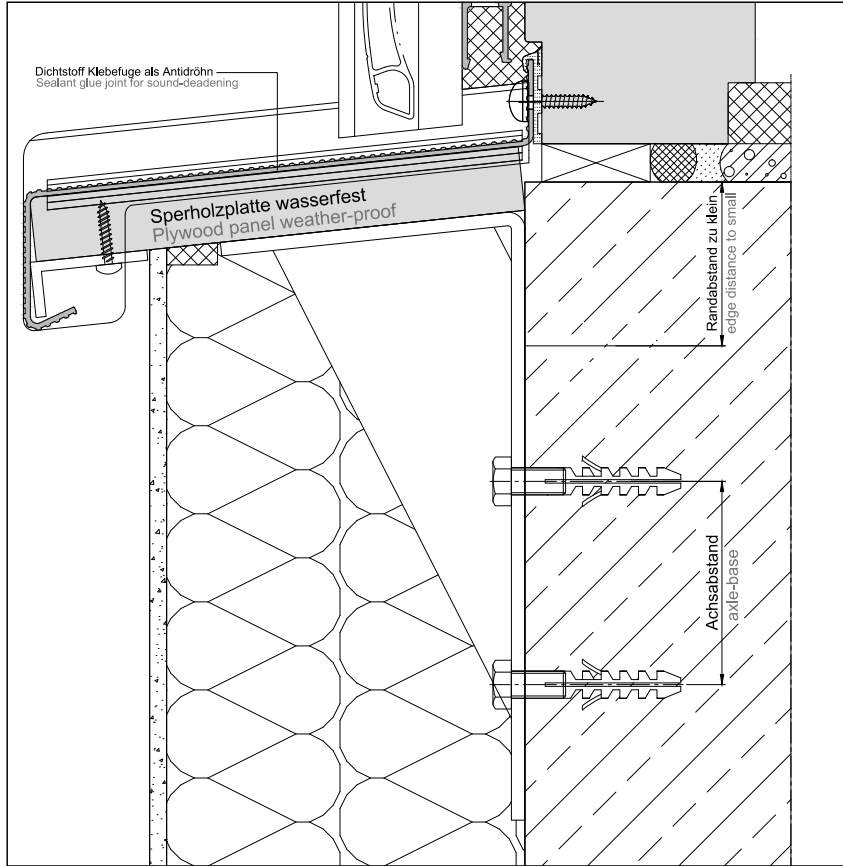 Dichtstoff Klebefuge als Antidröhn
Sealant glue joint for sound-deadening
Sperholzplatte wasserfest
Plywood panel weather-proof
Randabstand zu klein
edge distance to small
Achsabstand
axle-base